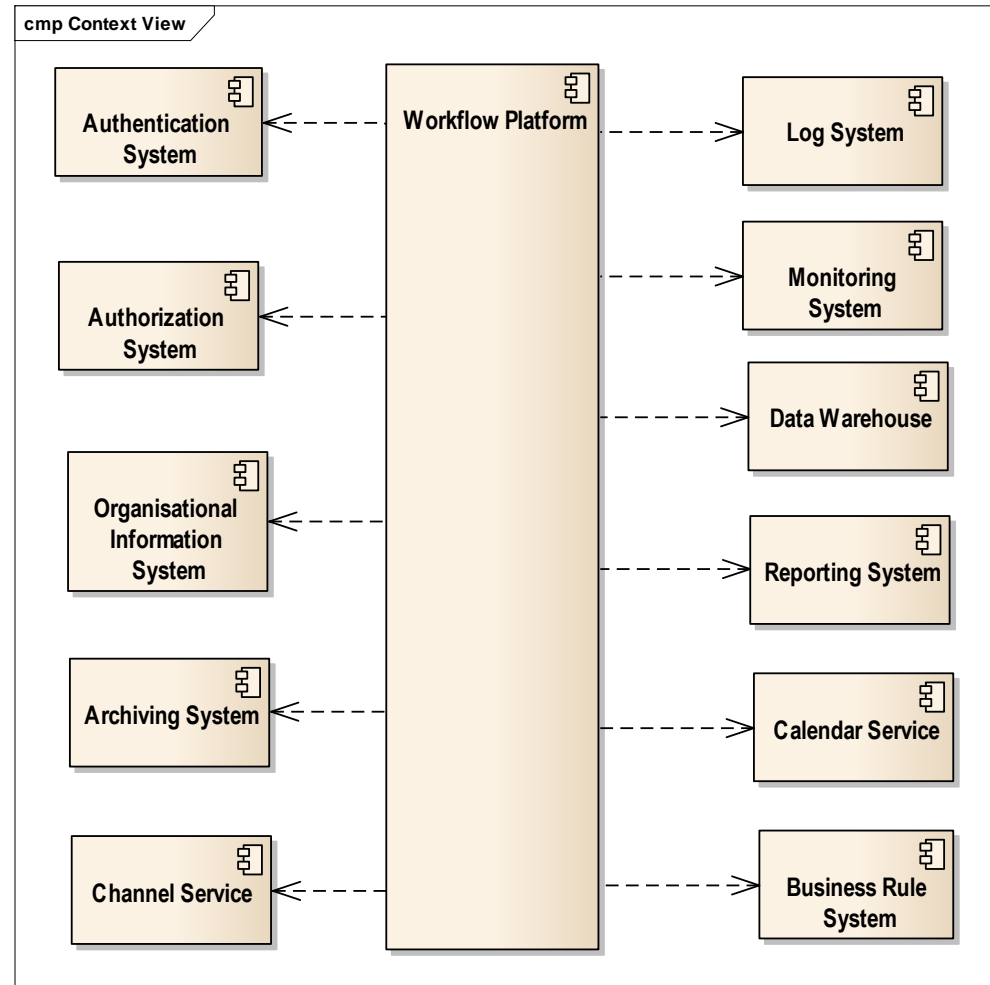 cmp Context View
Authentication
System
Workflow Platform
Log System
Authorization
System
Monitoring
System
Data Warehouse
Organisational
Information
System
Reporting System
Archiving System
Calendar Service
Channel Service
Business Rule
System